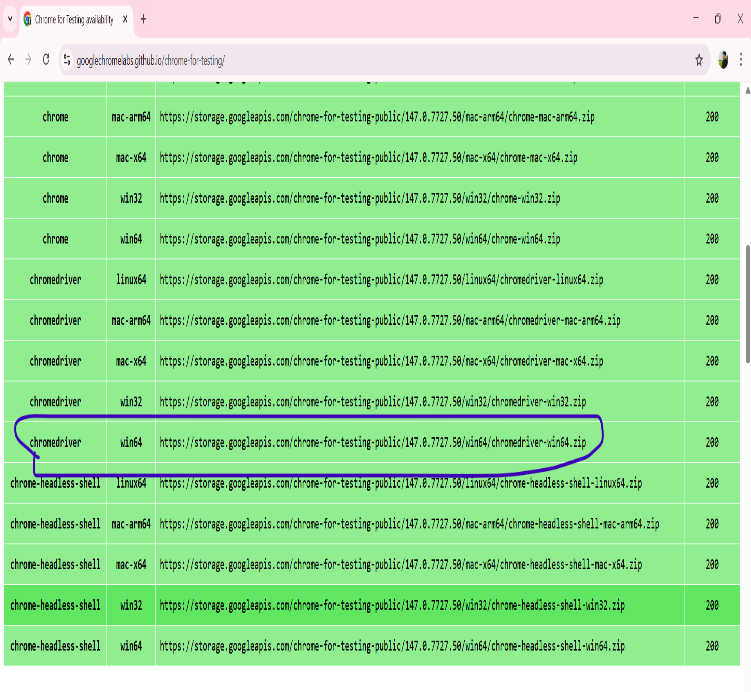 Chrome for Testing availability
googlechromelabs.github.io/chrome-for-testing/
chrome mac-arm64 https://storage.googleapis.com/chrome-for-testing-public/147.0.7727.50/mac-arm64/chrome-mac-arm64.zip 200
chrome mac-x64 https://storage.googleapis.com/chrome-for-testing-public/147.0.7727.50/mac-x64/chrome-mac-x64.zip 200
chrome win32 https://storage.googleapis.com/chrome-for-testing-public/147.0.7727.50/win32/chrome-win32.zip 200
chrome win64 https://storage.googleapis.com/chrome-for-testing-public/147.0.7727.50/win64/chrome-win64.zip 200
chromedriver linux64 https://storage.googleapis.com/chrome-for-testing-public/147.0.7727.50/linux64/chromedriver-linux64.zip 200
chromedriver mac-arm64 https://storage.googleapis.com/chrome-for-testing-public/147.0.7727.50/mac-arm64/chromedriver-mac-arm64.zip 200
chromedriver mac-x64 https://storage.googleapis.com/chrome-for-testing-public/147.0.7727.50/mac-x64/chromedriver-mac-x64.zip 200
chromedriver win32 https://storage.googleapis.com/chrome-for-testing-public/147.0.7727.50/win32/chromedriver-win32.zip 200
chromedriver win64 https://storage.googleapis.com/chrome-for-testing-public/147.0.7727.50/win64/chromedriver-win64.zip 200
chrome-headless-shell linux64 https://storage.googleapis.com/chrome-for-testing-public/147.0.7727.50/linux64/chrome-headless-shell-linux64.zip 200
chrome-headless-shell mac-arm64 https://storage.googleapis.com/chrome-for-testing-public/147.0.7727.50/mac-arm64/chrome-headless-shell-mac-arm64.zip 200
chrome-headless-shell mac-x64 https://storage.googleapis.com/chrome-for-testing-public/147.0.7727.50/mac-x64/chrome-headless-shell-mac-x64.zip 200
chrome-headless-shell win32 https://storage.googleapis.com/chrome-for-testing-public/147.0.7727.50/win32/chrome-headless-shell-win32.zip 200
chrome-headless-shell win64 https://storage.googleapis.com/chrome-for-testing-public/147.0.7727.50/win64/chrome-headless-shell-win64.zip 200